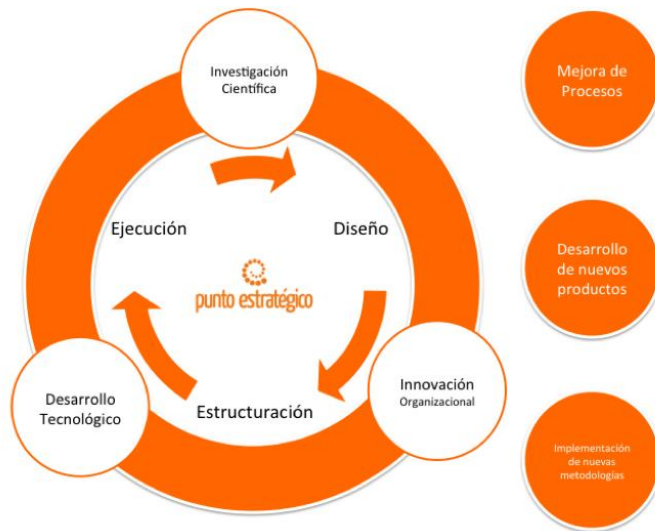 Investigación
Científica
Mejora de
Procesos
Ejecución
Diseño
punto estratégico
Desarrollo
de nuevos
productos
Desarrollo
Tecnológico
Estructuración
Innovación
Organizacional
Implementación
de nuevas
metodologías